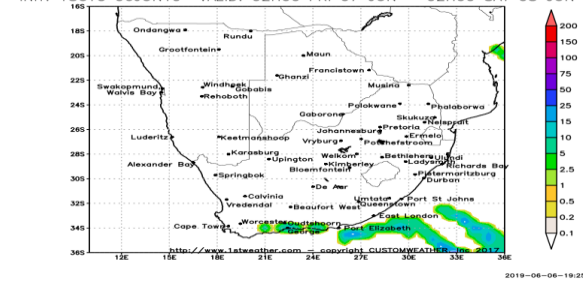 16S
18S
20S
22S
24S
26S
28S
30S
32S
34S
36S
Ondangwa
Rundu
Grootfontein
Maun
Francistown
Ghanzi
Musina
Windhoek
Gobabis
Swakopmund
Walvis Bay
Rehoboth
Polokwane
Phalaborwa
Gaborone
Skukuza
Nelspruit
Pretoria
Johannesburg
Luderitz
Keetmanshoop
Ermelo
Vryburg
Potchefstroom
Karasburg
Upington
Welkom
Bethlehem
Ulundi
Alexander Bay
Kimberley
Ladysmith
Richards Bay
Bloemfontein
Springbok
Pietermaritzburg
Durban
De Aar
Calvinia
Umtata
Port St Johns
Vredendal
Beaufort West
Queenstown
East London
Cape Town
Worcester
Oudtshoorn
George
Port Elizabeth
http://www.1stweather.com — copyright CUSTOMWEATHER, Inc 2017
12E 15E 18E 21E 24E 27E 30E 33E 36E
200
150
100
75
50
25
15
10
5
2.5
1
0.5
0.2
0.1
2019-06-06-19:25